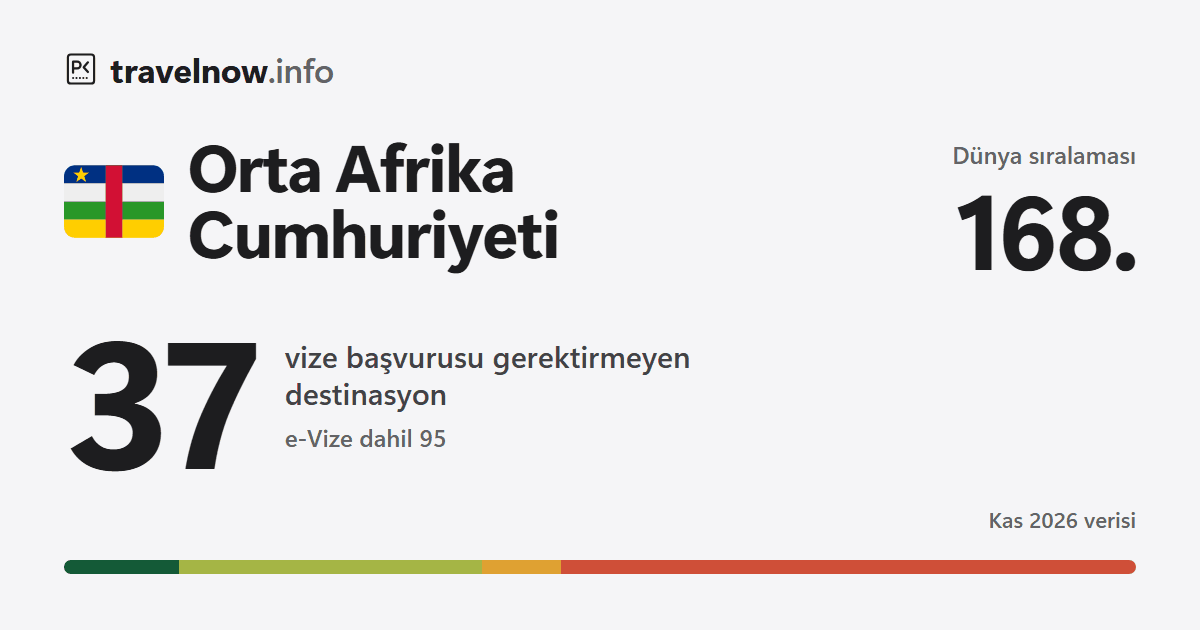 travelnow.info
Orta Afrika
Cumhuriyeti
Dünya sıralaması
168.
37
vize başvurusu gerektirmeyen
destinasyon
e-Vize dahil 95
Kas 2026 verisi